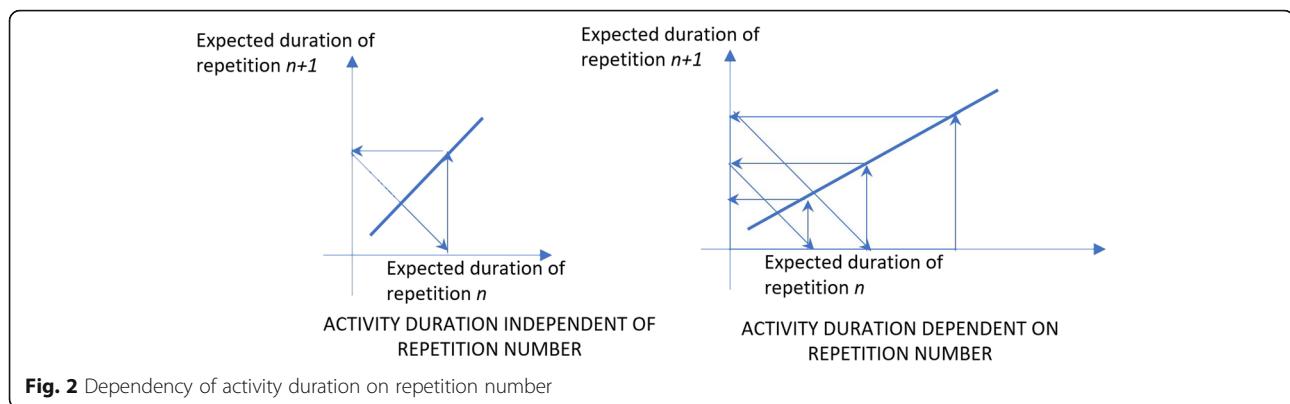 Expected duration of
repetition n+1
Expected duration of
repetition n
ACTIVITY DURATION INDEPENDENT OF
REPETITION NUMBER
Expected duration of
repetition n+1
Expected duration of
repetition n
ACTIVITY DURATION DEPENDENT ON
REPETITION NUMBER
Fig. 2 Dependency of activity duration on repetition number